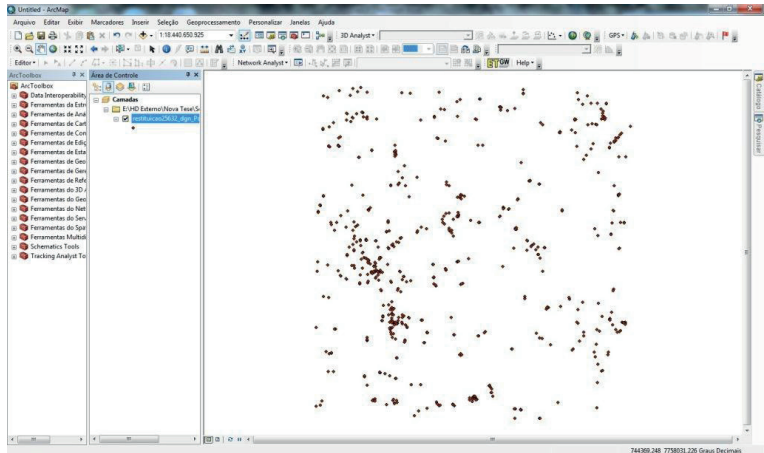 Untitled - ArcMap
Arquivo Editar Exibir Marcadores Inserir Seleção Geoprocessamento Personalizar Janelas Ajuda
1:18.440.650.925 3D Analyst GPS
Editor Network Analyst ET GW Help
ArcToolbox
ArcToolbox
Data Interoperability
Ferramentas da Estr
Ferramentas de Aná
Ferramentas de Cart
Ferramentas de Con
Ferramentas de Ediç
Ferramentas de Esta
Ferramentas de Geo
Ferramentas de Gere
Ferramentas de Refe
Ferramentas do 3D
Ferramentas do Geo
Ferramentas do Net
Ferramentas do Serv
Ferramentas do Spa
Ferramentas Multidi
Schematics Tools
Tracking Analyst To
Área de Controle
Camadas
E:\HD Externo\Nova Tese\S
Catálogo
Pesquisar
744369,248 7758031,226 Graus Decimais